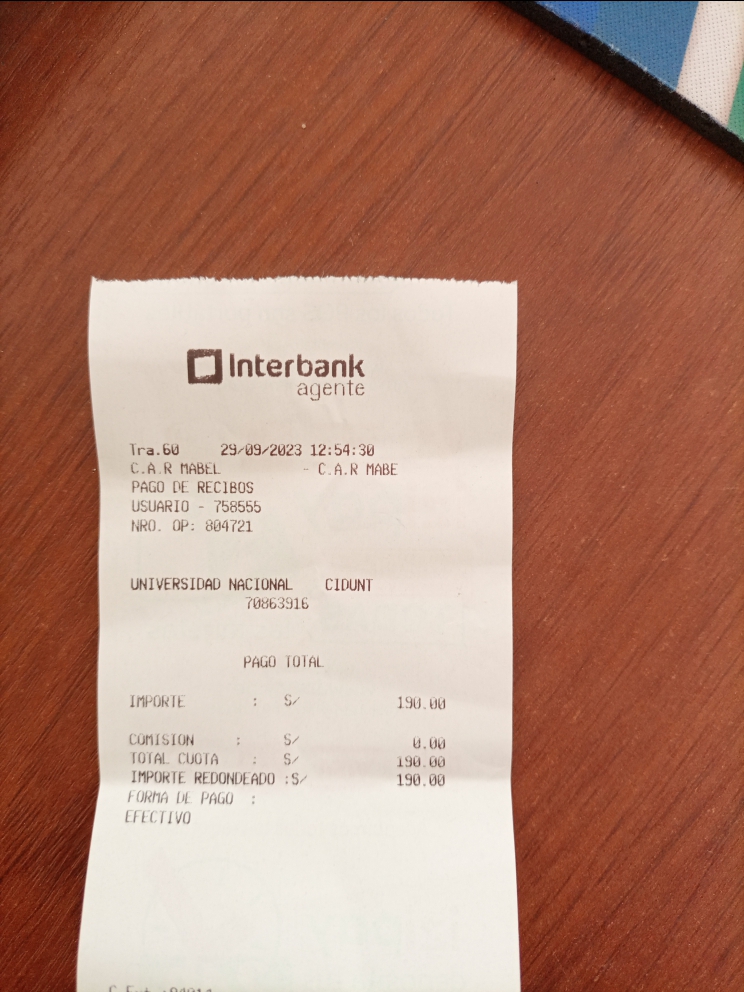 Interbank
agente
Tra.60 29/09/2023 12:54:30
C.A.R MABEL - C.A.R MABE
PAGO DE RECIBOS
USUARIO - 758555
NRO. OP: 804721
UNIVERSIDAD NACIONAL CIDUNT
70863916
PAGO TOTAL
IMPORTE : S/ 190.00
COMISION : S/ 0.00
TOTAL CUOTA : S/ 190.00
IMPORTE REDONDEADO :S/ 190.00
FORMA DE PAGO :
EFECTIVO